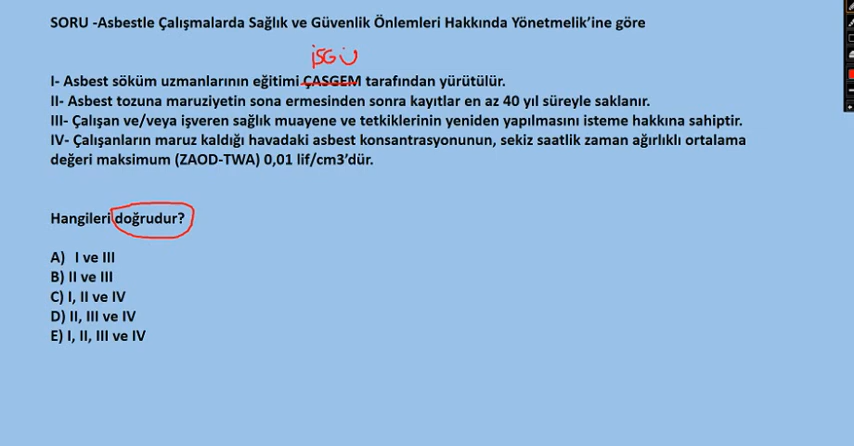 SORU -Asbestle Çalışmalarda Sağlık ve Güvenlik Önlemleri Hakkında Yönetmelik’ine göre
İSGÜ
I- Asbest söküm uzmanlarının eğitimi ÇASGEM tarafından yürütülür.
II- Asbest tozuna maruziyetin sona ermesinden sonra kayıtlar en az 40 yıl süreyle saklanır.
III- Çalışan ve/veya işveren sağlık muayene ve tetkiklerinin yeniden yapılmasını isteme hakkına sahiptir.
IV- Çalışanların maruz kaldığı havadaki asbest konsantrasyonunun, sekiz saatlik zaman ağırlıklı ortalama
değeri maksimum (ZAOD-TWA) 0,01 lif/cm3’dür.
Hangileri doğrudur?
A) I ve III
B) II ve III
C) I, II ve IV
D) II, III ve IV
E) I, II, III ve IV